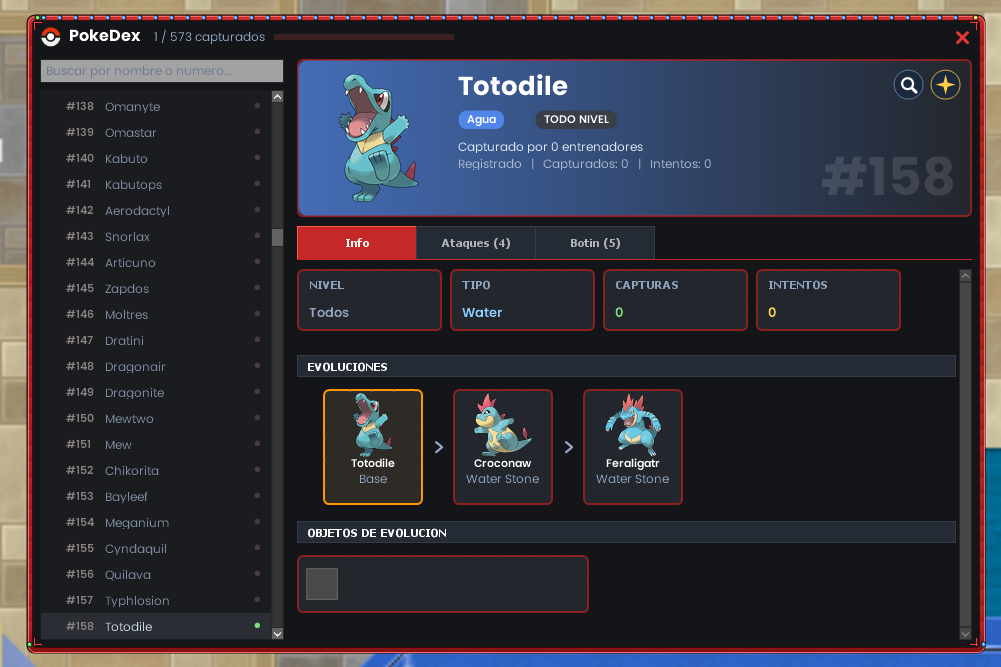 PokeDex 1 / 573 capturados
Buscar por nombre o numero...
#138 Omanyte
#139 Omastar
#140 Kabuto
#141 Kabutops
#142 Aerodactyl
#143 Snorlax
#144 Articuno
#145 Zapdos
#146 Moltres
#147 Dratini
#148 Dragonair
#149 Dragonite
#150 Mewtwo
#151 Mew
#152 Chikorita
#153 Bayleef
#154 Meganium
#155 Cyndaquil
#156 Quilava
#157 Typhlosion
#158 Totodile
Totodile
Agua TODO NIVEL
Capturado por 0 entrenadores
Registrado | Capturados: 0 | Intentos: 0
#158
Info Ataques (4) Botin (5)
NIVEL TIPO CAPTURAS INTENTOS
Todos Water 0 0
EVOLUCIONES
Totodile > Croconaw > Feraligatr
Base Water Stone Water Stone
OBJETOS DE EVOLUCION